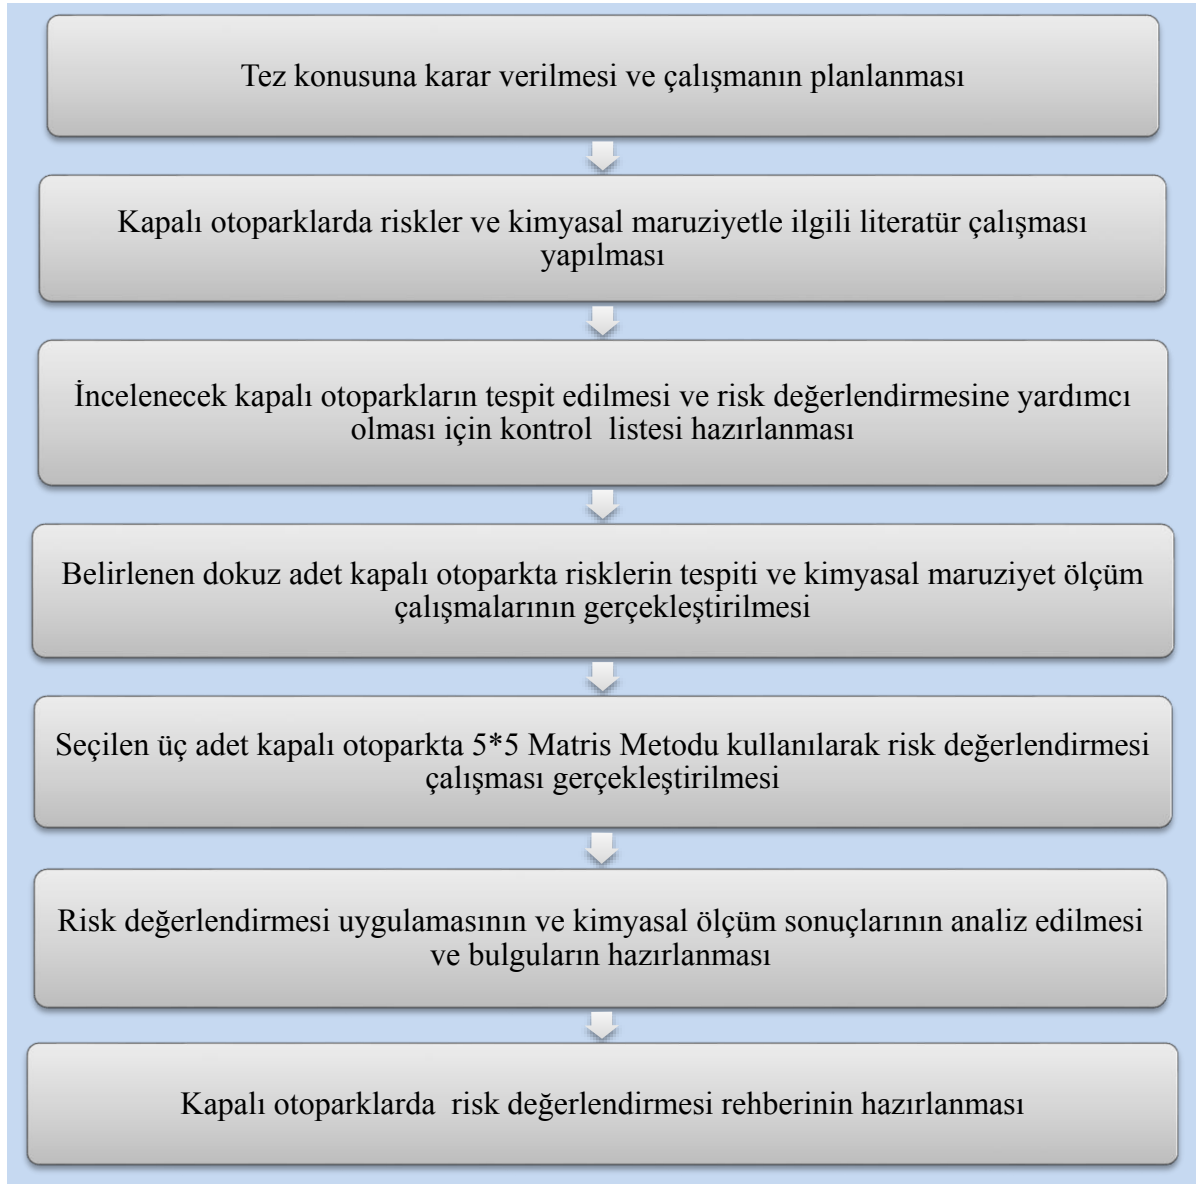 Tez konusuna karar verilmesi ve çalışmanın planlanması
Kapalı otoparklarda riskler ve kimyasal maruziyetle ilgili literatür çalışması
yapılması
İncelenecek kapalı otoparkların tespit edilmesi ve risk değerlendirmesine yardımcı
olması için kontrol  listesi hazırlanması
Belirlenen dokuz adet kapalı otoparkta risklerin tespiti ve kimyasal maruziyet ölçüm
çalışmalarının gerçekleştirilmesi
Seçilen üç adet kapalı otoparkta 5*5 Matris Metodu kullanılarak risk değerlendirmesi
çalışması gerçekleştirilmesi
Risk değerlendirmesi uygulamasının ve kimyasal ölçüm sonuçlarının analiz edilmesi
ve bulguların hazırlanması
Kapalı otoparklarda  risk değerlendirmesi rehberinin hazırlanması